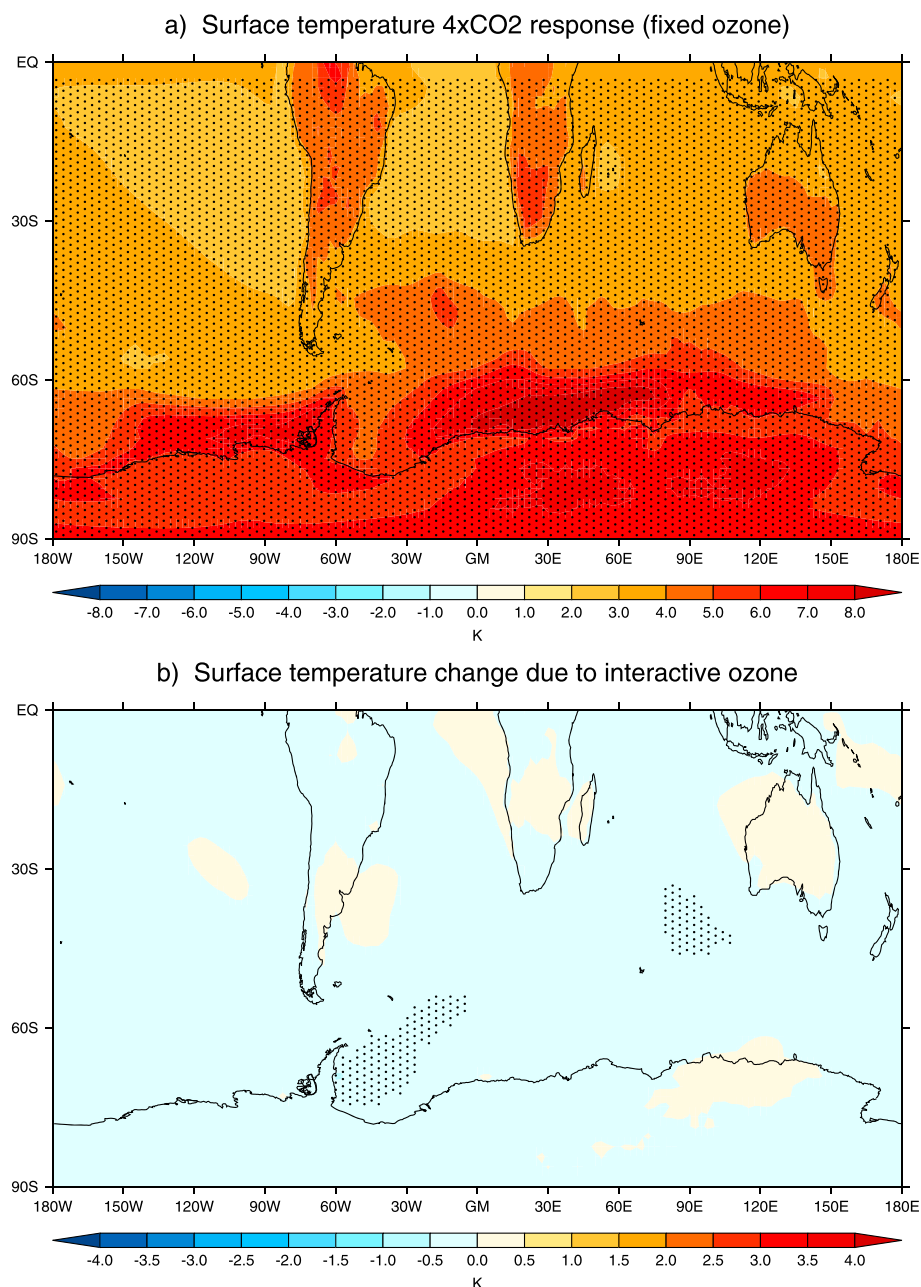 a) Surface temperature 4xCO2 response (fixed ozone)
EQ
30S
60S
90S
180W 150W 120W 90W 60W 30W GM 30E 60E 90E 120E 150E 180E
-8.0 -7.0 -6.0 -5.0 -4.0 -3.0 -2.0 -1.0 0.0 1.0 2.0 3.0 4.0 5.0 6.0 7.0 8.0
K
b) Surface temperature change due to interactive ozone
EQ
30S
60S
90S
180W 150W 120W 90W 60W 30W GM 30E 60E 90E 120E 150E 180E
-4.0 -3.5 -3.0 -2.5 -2.0 -1.5 -1.0 -0.5 0.0 0.5 1.0 1.5 2.0 2.5 3.0 3.5 4.0
K